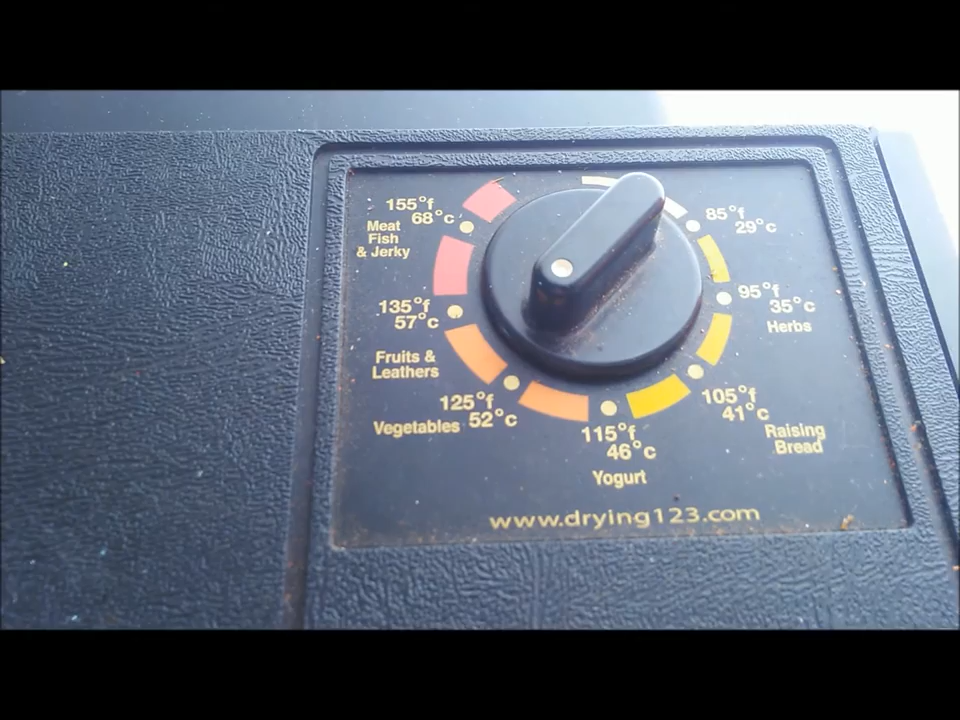 155°f
68°c
Meat
Fish
& Jerky
135°f
57°c
Fruits &
Leathers
125°f
52°c
Vegetables
115°f
46°c
Yogurt
105°f
41°c
Raising
Bread
95°f
35°c
Herbs
85°f
29°c
www.drying123.com